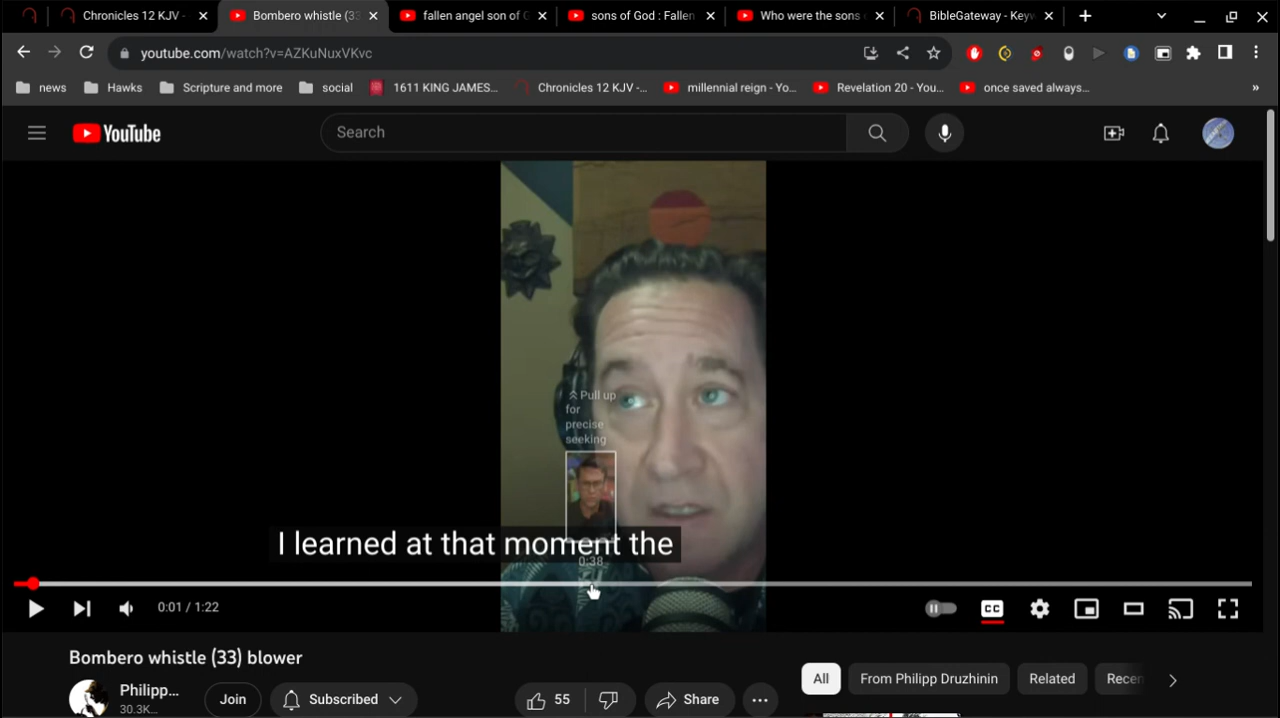 Chronicles 12 KJV -
Bombero whistle (33
fallen angel son of G
sons of God : Fallen
Who were the sons o
BibleGateway - Keyw
youtube.com/watch?v=AZKuNuxVKvc
news
Hawks
Scripture and more
social
1611 KING JAMES...
Chronicles 12 KJV -...
millennial reign - Yo...
Revelation 20 - You...
once saved always...
»
YouTube
Search
Pull up
for
precise
seeking
I learned at that moment the
0:38
0:01 / 1:22
CC
Bombero whistle (33) blower
Philipp...
30.3K...
Join
Subscribed
55
Share
All
From Philipp Druzhinin
Related
Recen